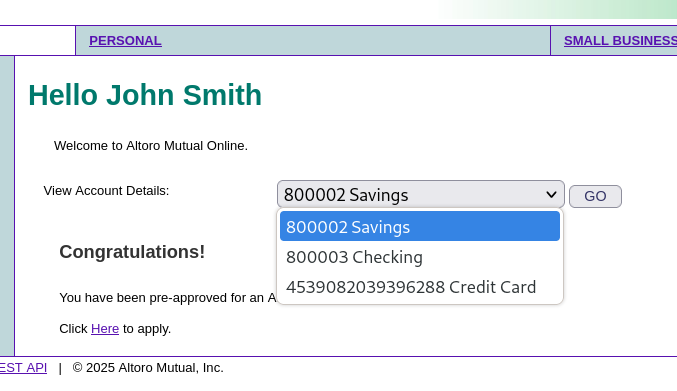 PERSONAL SMALL BUSINESS
Hello John Smith
Welcome to Altoro Mutual Online.
View Account Details: 800002 Savings GO
800002 Savings
800003 Checking
4539082039396288 Credit Card
Congratulations!
You have been pre-approved for an
Click Here to apply.
API | © 2025 Altoro Mutual, Inc.